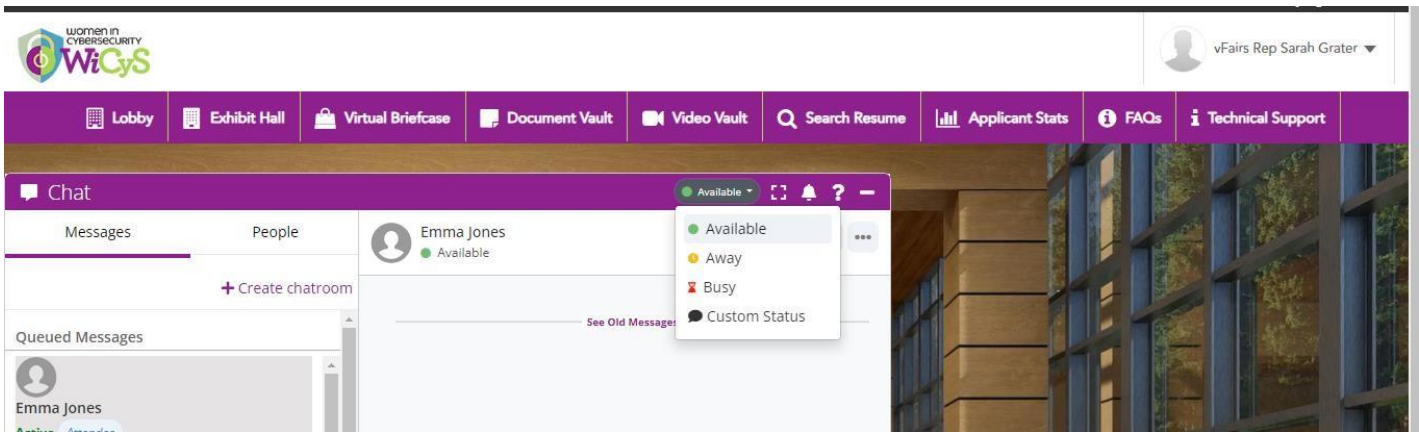 women in
CYBERSECURITY
WiCyS
vFairs Rep Sarah Grater
Lobby
Exhibit Hall
Virtual Briefcase
Document Vault
Video Vault
Search Resume
Applicant Stats
FAQs
Technical Support
Chat
Available
Messages
People
Emma Jones
Available
Available
Away
Busy
Custom Status
+ Create chatroom
See Old Messages
Queued Messages
Emma Jones
Active Attendee